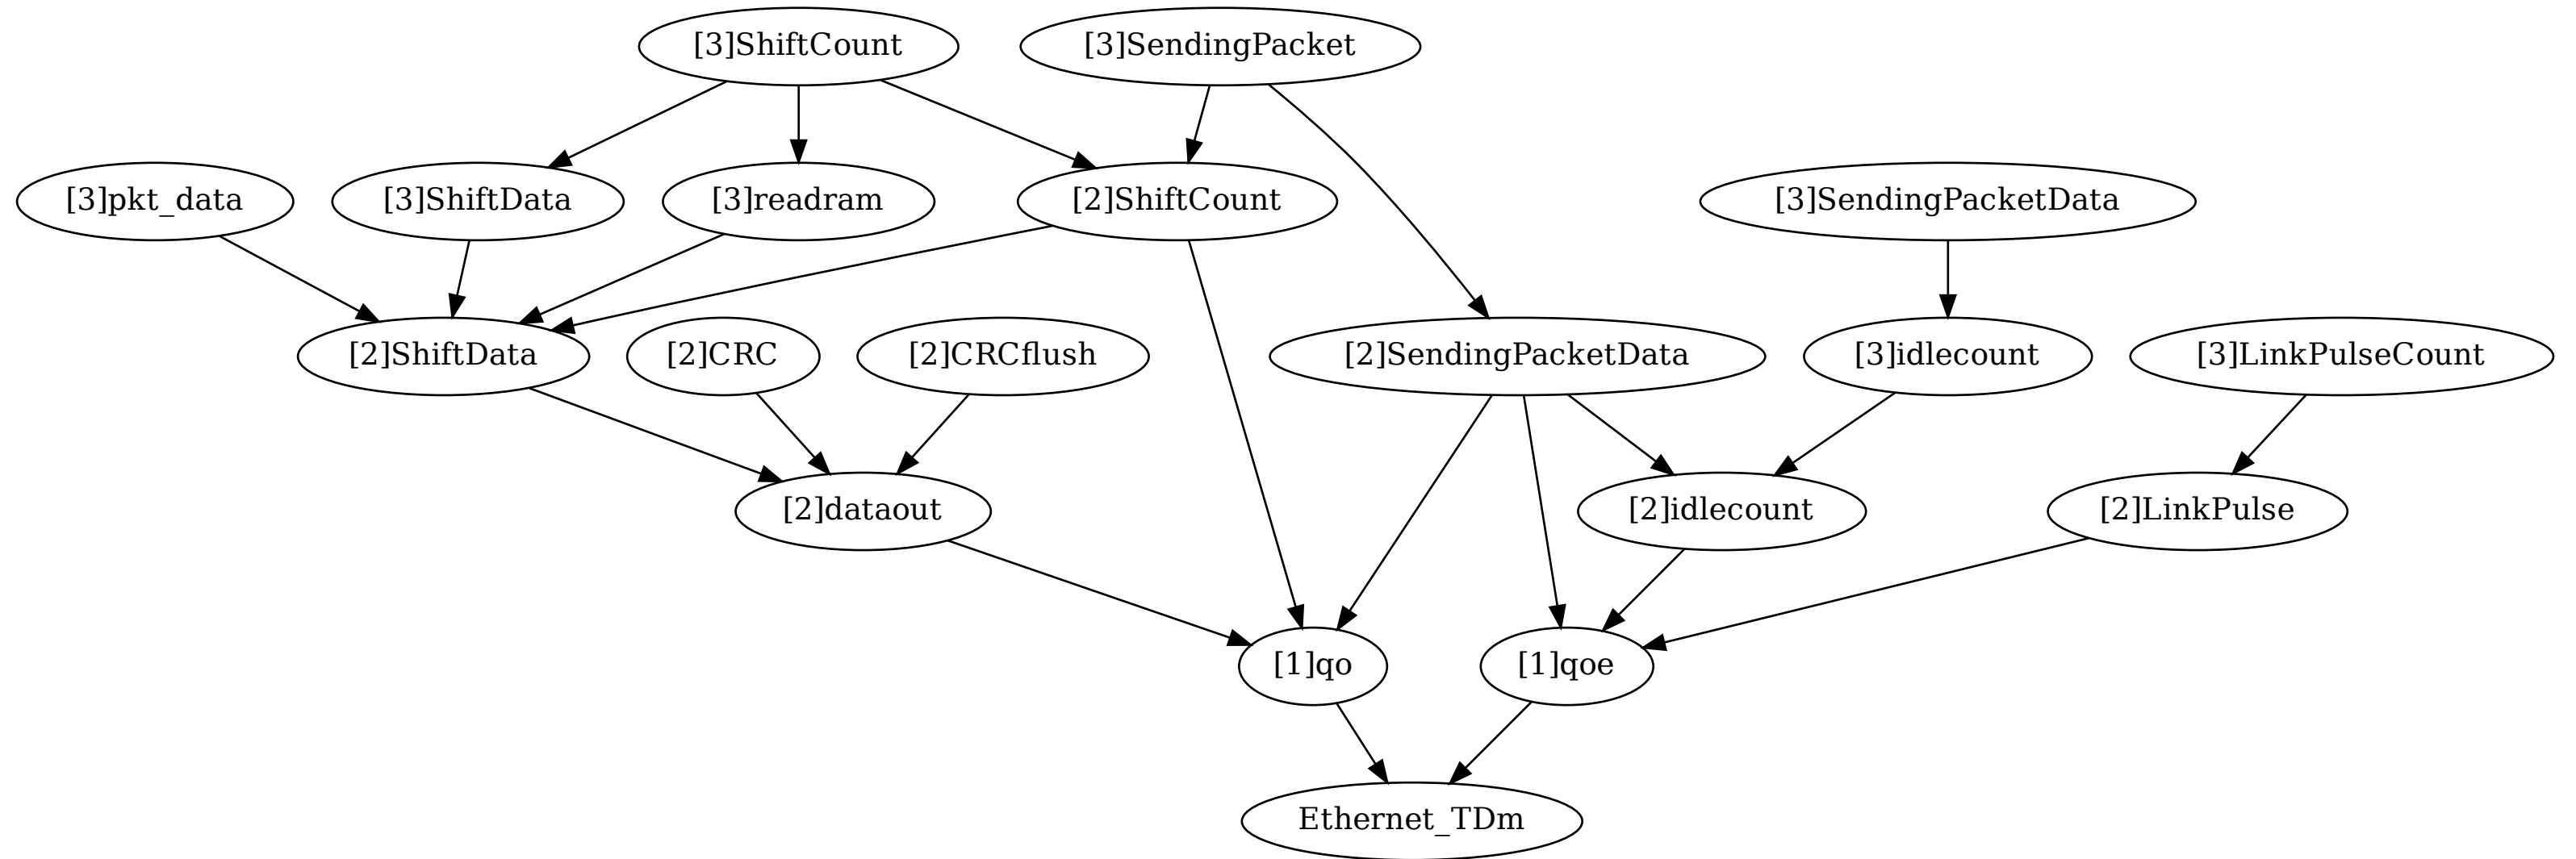 [3]ShiftCount
[3]SendingPacket
[3]pkt_data
[3]ShiftData
[3]readram
[2]ShiftCount
[3]SendingPacketData
[2]ShiftData
[2]CRC
[2]CRCflush
[2]SendingPacketData
[3]idlecount
[3]LinkPulseCount
[2]dataout
[2]idlecount
[2]LinkPulse
[1]qo
[1]qoe
Ethernet_TDm